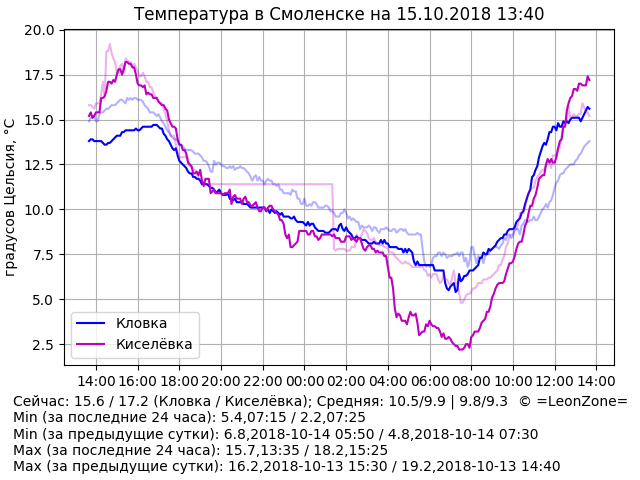 Температура в Смоленске на 15.10.2018 13:40
20.0
17.5
15.0
12.5
10.0
7.5
5.0
2.5
градусов Цельсия, °C
Кловка
Киселёвка
14:00 16:00 18:00 20:00 22:00 00:00 02:00 04:00 06:00 08:00 10:00 12:00 14:00
Сейчас: 15.6 / 17.2 (Кловка / Киселёвка); Средняя: 10.5/9.9 | 9.8/9.3 © =LeonZone=
Min (за последние 24 часа): 5.4,07:15 / 2.2,07:25
Min (за предыдущие сутки): 6.8,2018-10-14 05:50 / 4.8,2018-10-14 07:30
Max (за последние 24 часа): 15.7,13:35 / 18.2,15:25
Max (за предыдущие сутки): 16.2,2018-10-13 15:30 / 19.2,2018-10-13 14:40